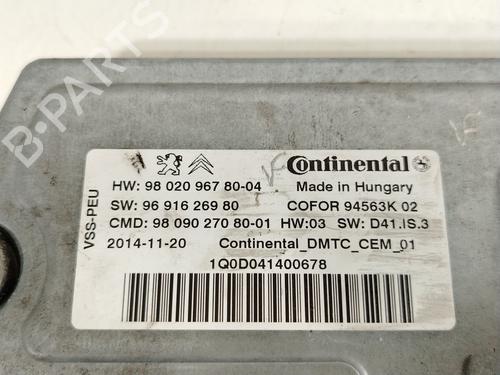 Continental
HW: 98 020 967 80-04
Made in Hungary
SW: 96 916 269 80
COFOR 94563K 02
CMD: 98 090 270 80-01 HW:03 SW: D41.IS.3
2014-11-20 Continental_DMTC_CEM_01
1Q0D041400678
VSS-PEU
B-PARTS